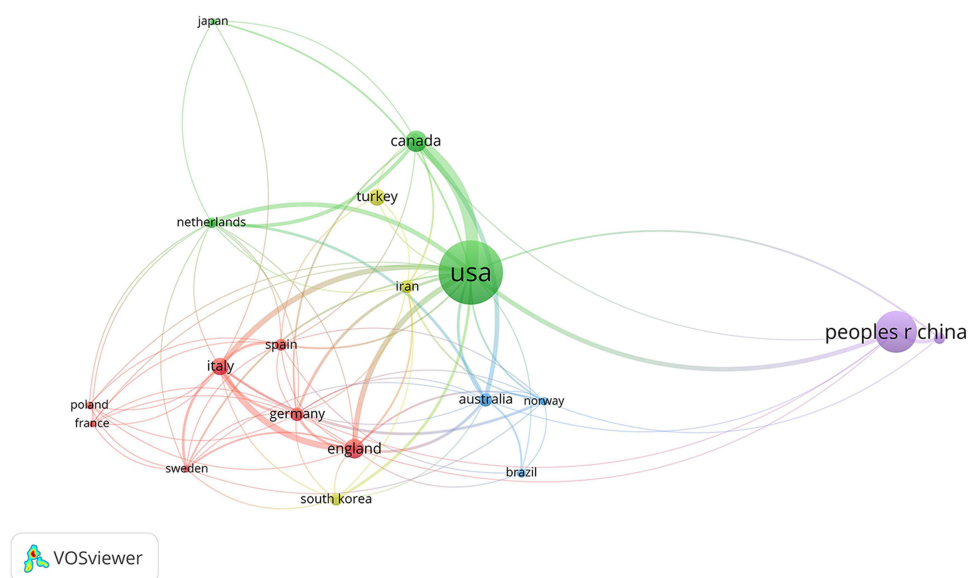 japan
canada
turkey
netherlands
usa
iran
peoples r china
spain
italy
australia
norway
poland
germany
france
england
sweden
brazil
south korea
VOSviewer